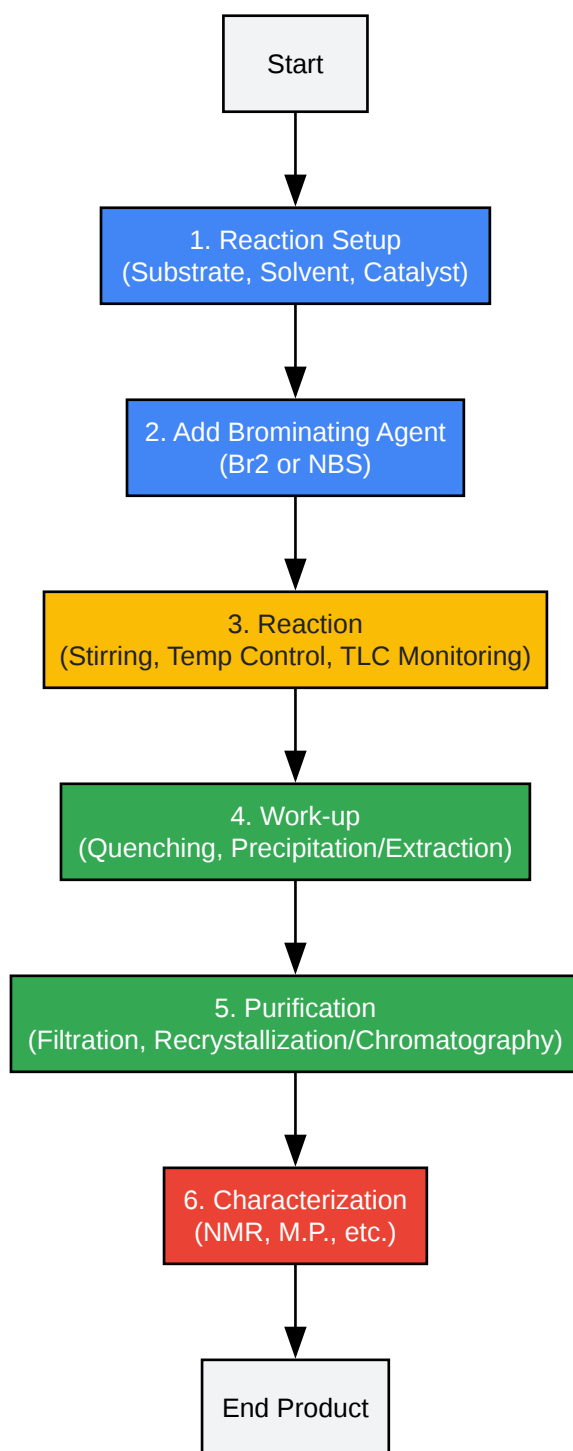 Start
1. Reaction Setup
(Substrate, Solvent, Catalyst)
2. Add Brominating Agent
(Br2 or NBS)
3. Reaction
(Stirring, Temp Control, TLC Monitoring)
4. Work-up
(Quenching, Precipitation/Extraction)
5. Purification
(Filtration, Recrystallization/Chromatography)
6. Characterization
(NMR, M.P., etc.)
End Product